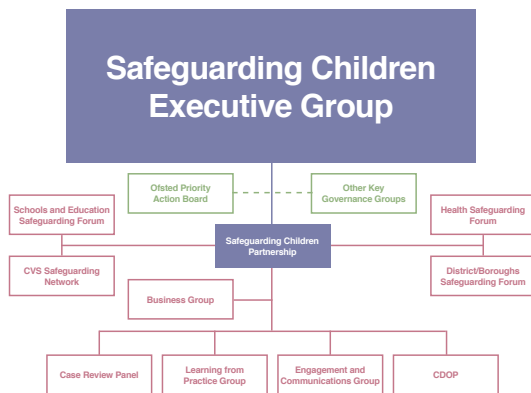 Safeguarding Children
Executive Group
Ofsted Priority
Action Board
Other Key
Governance Groups
Schools and Education
Safeguarding Forum
Health Safeguarding
Forum
Safeguarding Children
Partnership
CVS Safeguarding
Network
District/Boroughs
Safeguarding Forum
Business Group
Case Review Panel
Learning from
Practice Group
Engagement and
Communications Group
CDOP